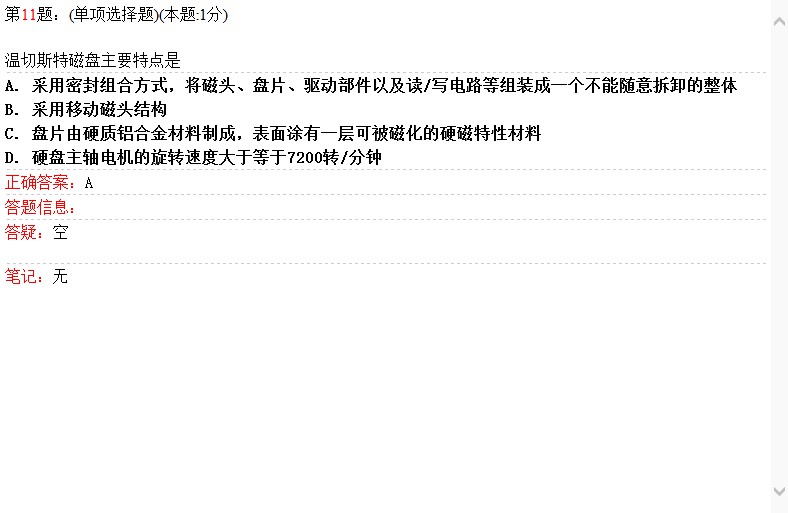 第11题：(单项选择题)(本题:1分)
温切斯特磁盘主要特点是
A. 采用密封组合方式，将磁头、盘片、驱动部件以及读/写电路等组装成一个不能随意拆卸的整体
B. 采用移动磁头结构
C. 盘片由硬质铝合金材料制成，表面涂有一层可被磁化的硬磁特性材料
D. 硬盘主轴电机的旋转速度大于等于7200转/分钟
正确答案：A
答题信息：
答疑：空
笔记：无